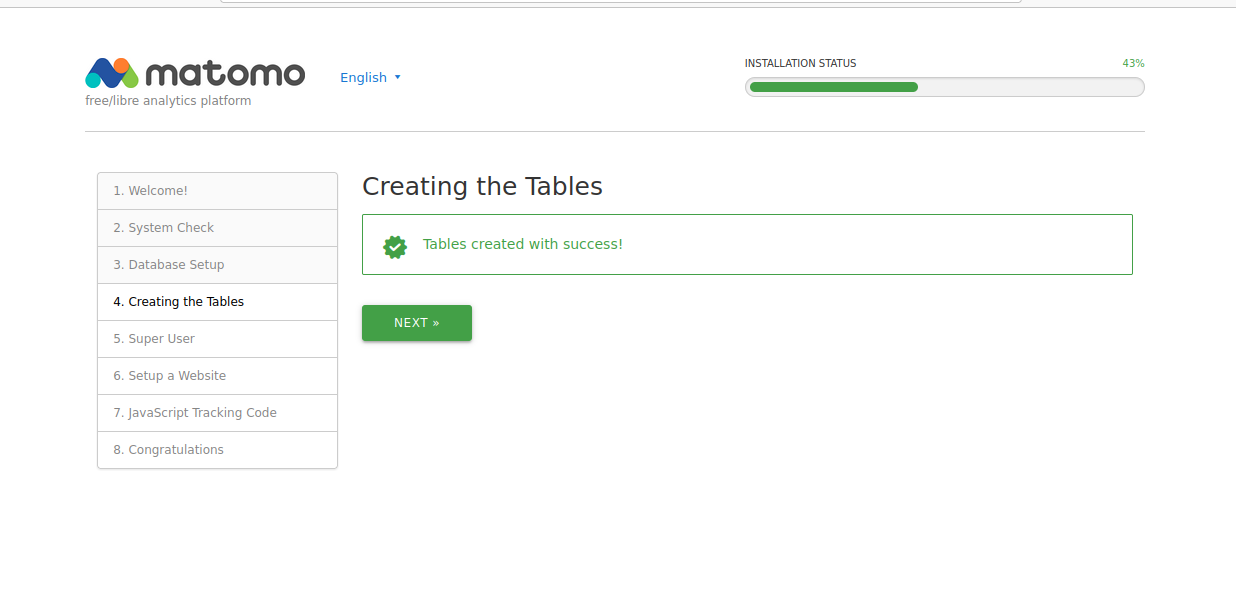 matomo
free/libre analytics platform
English
INSTALLATION STATUS 43%
1. Welcome!
2. System Check
3. Database Setup
4. Creating the Tables
5. Super User
6. Setup a Website
7. JavaScript Tracking Code
8. Congratulations
Creating the Tables
Tables created with success!
NEXT »